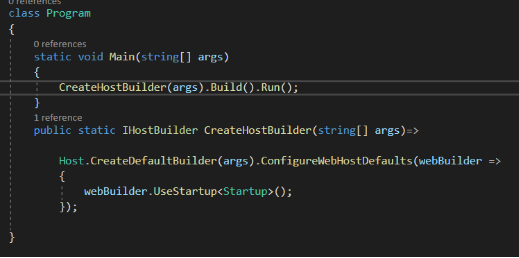 0 references
class Program
{
0 references
static void Main(string[] args)
{
CreateHostBuilder(args).Build().Run();
}
1 reference
public static IHostBuilder CreateHostBuilder(string[] args)=>
Host.CreateDefaultBuilder(args).ConfigureWebHostDefaults(webBuilder =>
{
webBuilder.UseStartup<Startup>();
});
}